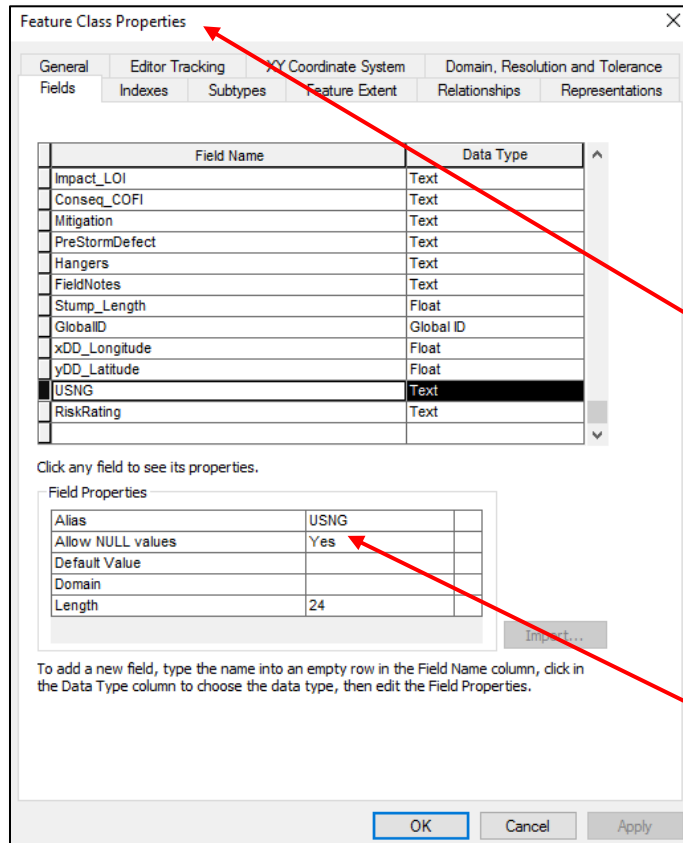 Feature Class Properties
General Editor Tracking XY Coordinate System Domain, Resolution and Tolerance
Fields Indexes Subtypes Feature Extent Relationships Representations
Field Name Data Type
Impact_LOI Text
Conseq_COFI Text
Mitigation Text
PreStormDefect Text
Hangers Text
FieldNotes Text
Stump_Length Float
GlobalID Global ID
xDD_Longitude Float
yDD_Latitude Float
USNG Text
RiskRating Text
Click any field to see its properties.
Field Properties
Alias USNG
Allow NULL values Yes
Default Value
Domain
Length 24
Import...
To add a new field, type the name into an empty row in the Field Name column, click in
the Data Type column to choose the data type, then edit the Field Properties.
OK Cancel Apply